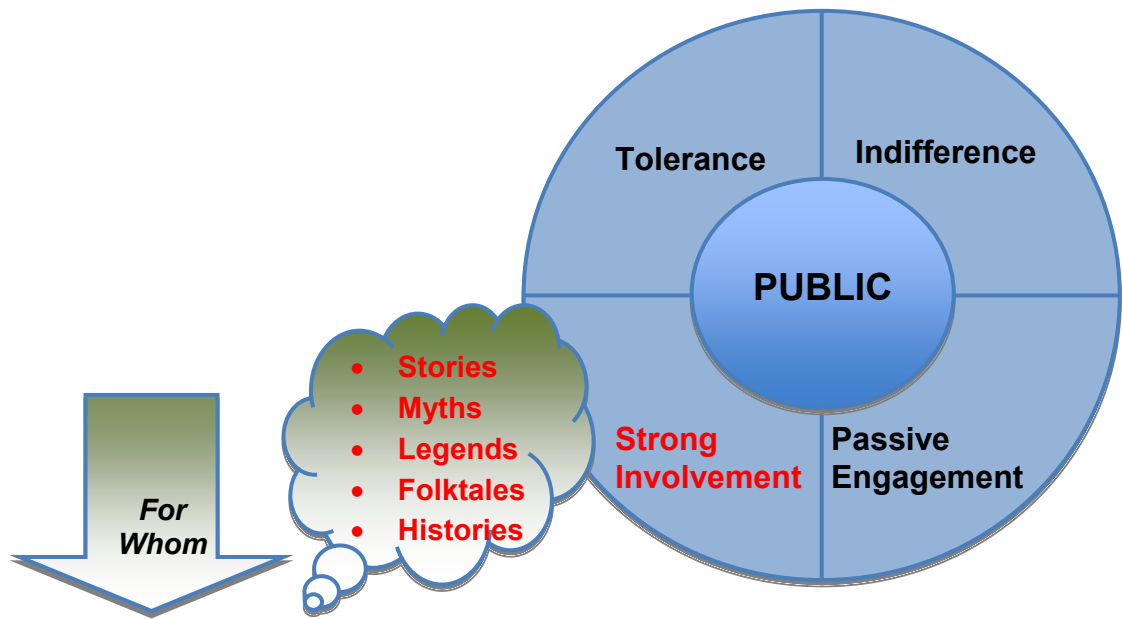 Tolerance
Indifference
PUBLIC
• Stories
• Myths
• Legends
• Folktales
• Histories
Strong
Involvement
Passive
Engagement
For
Whom